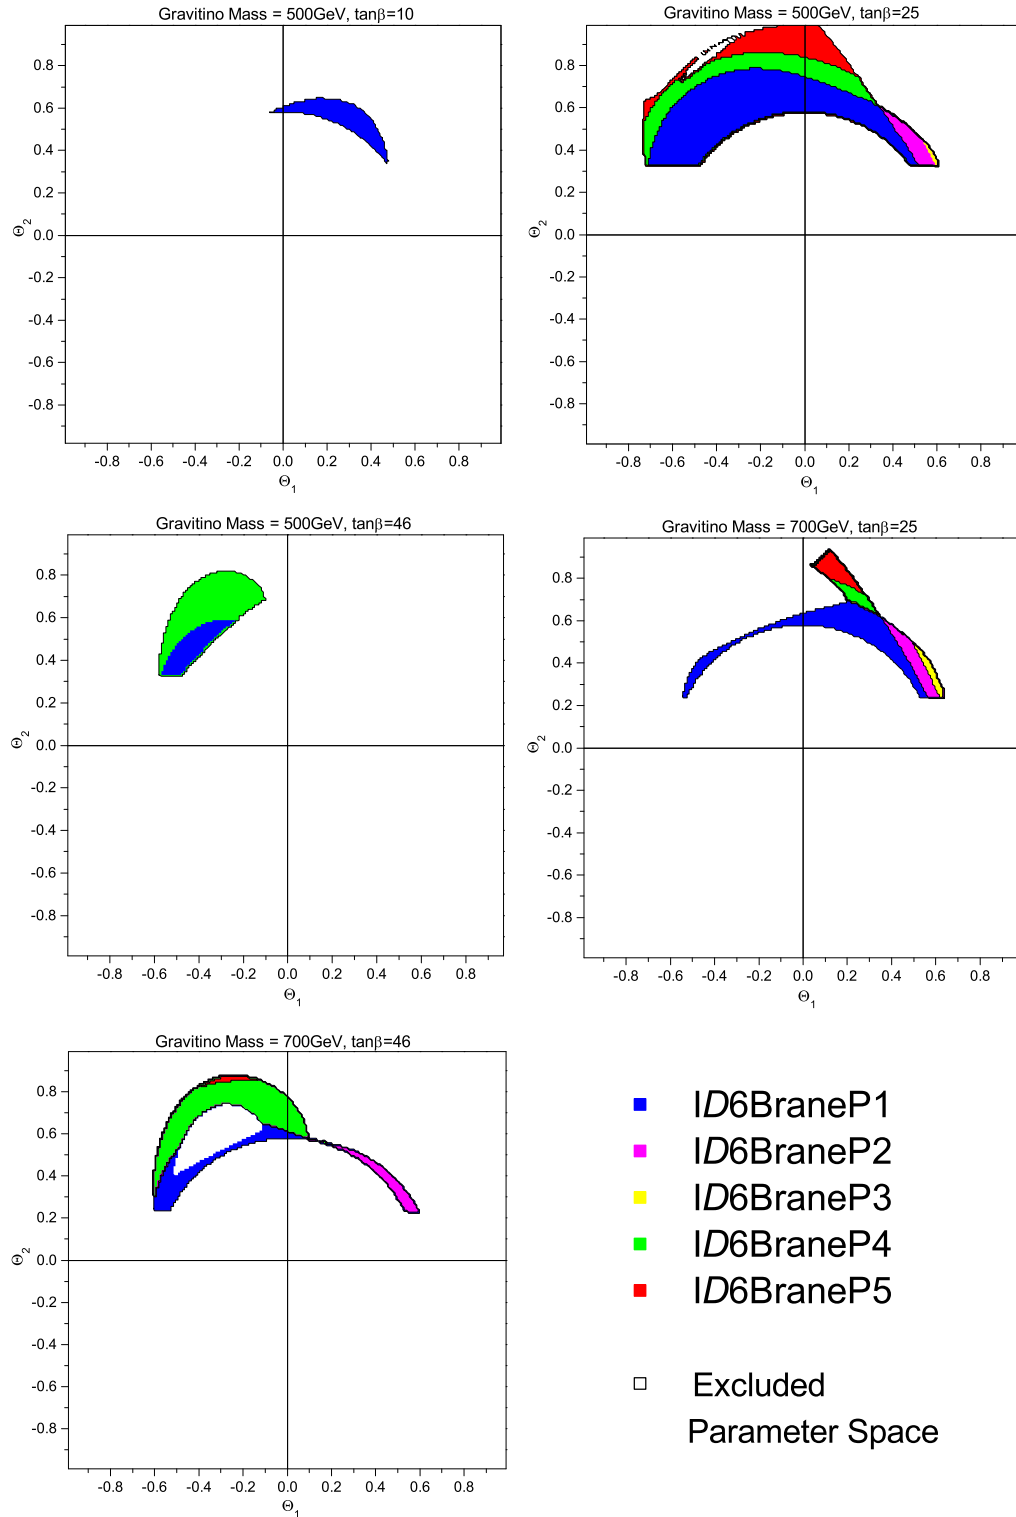 Gravitino Mass = 500GeV, tanβ=10
0.8
0.6
0.4
0.2
0.0
-0.2
-0.4
-0.6
-0.8
Θ2
-0.8 -0.6 -0.4 -0.2 0.0 0.2 0.4 0.6 0.8
Θ1
Gravitino Mass = 500GeV, tanβ=25
0.8
0.6
0.4
0.2
0.0
-0.2
-0.4
-0.6
-0.8
Θ2
-0.8 -0.6 -0.4 -0.2 0.0 0.2 0.4 0.6 0.8
Θ1
Gravitino Mass = 500GeV, tanβ=46
0.8
0.6
0.4
0.2
0.0
-0.2
-0.4
-0.6
-0.8
Θ2
-0.8 -0.6 -0.4 -0.2 0.0 0.2 0.4 0.6 0.8
Θ1
Gravitino Mass = 700GeV, tanβ=25
0.8
0.6
0.4
0.2
0.0
-0.2
-0.4
-0.6
-0.8
Θ2
-0.8 -0.6 -0.4 -0.2 0.0 0.2 0.4 0.6 0.8
Θ1
Gravitino Mass = 700GeV, tanβ=46
0.8
0.6
0.4
0.2
0.0
-0.2
-0.4
-0.6
-0.8
Θ2
-0.8 -0.6 -0.4 -0.2 0.0 0.2 0.4 0.6 0.8
Θ1
ID6BraneP1
ID6BraneP2
ID6BraneP3
ID6BraneP4
ID6BraneP5
Excluded
Parameter Space